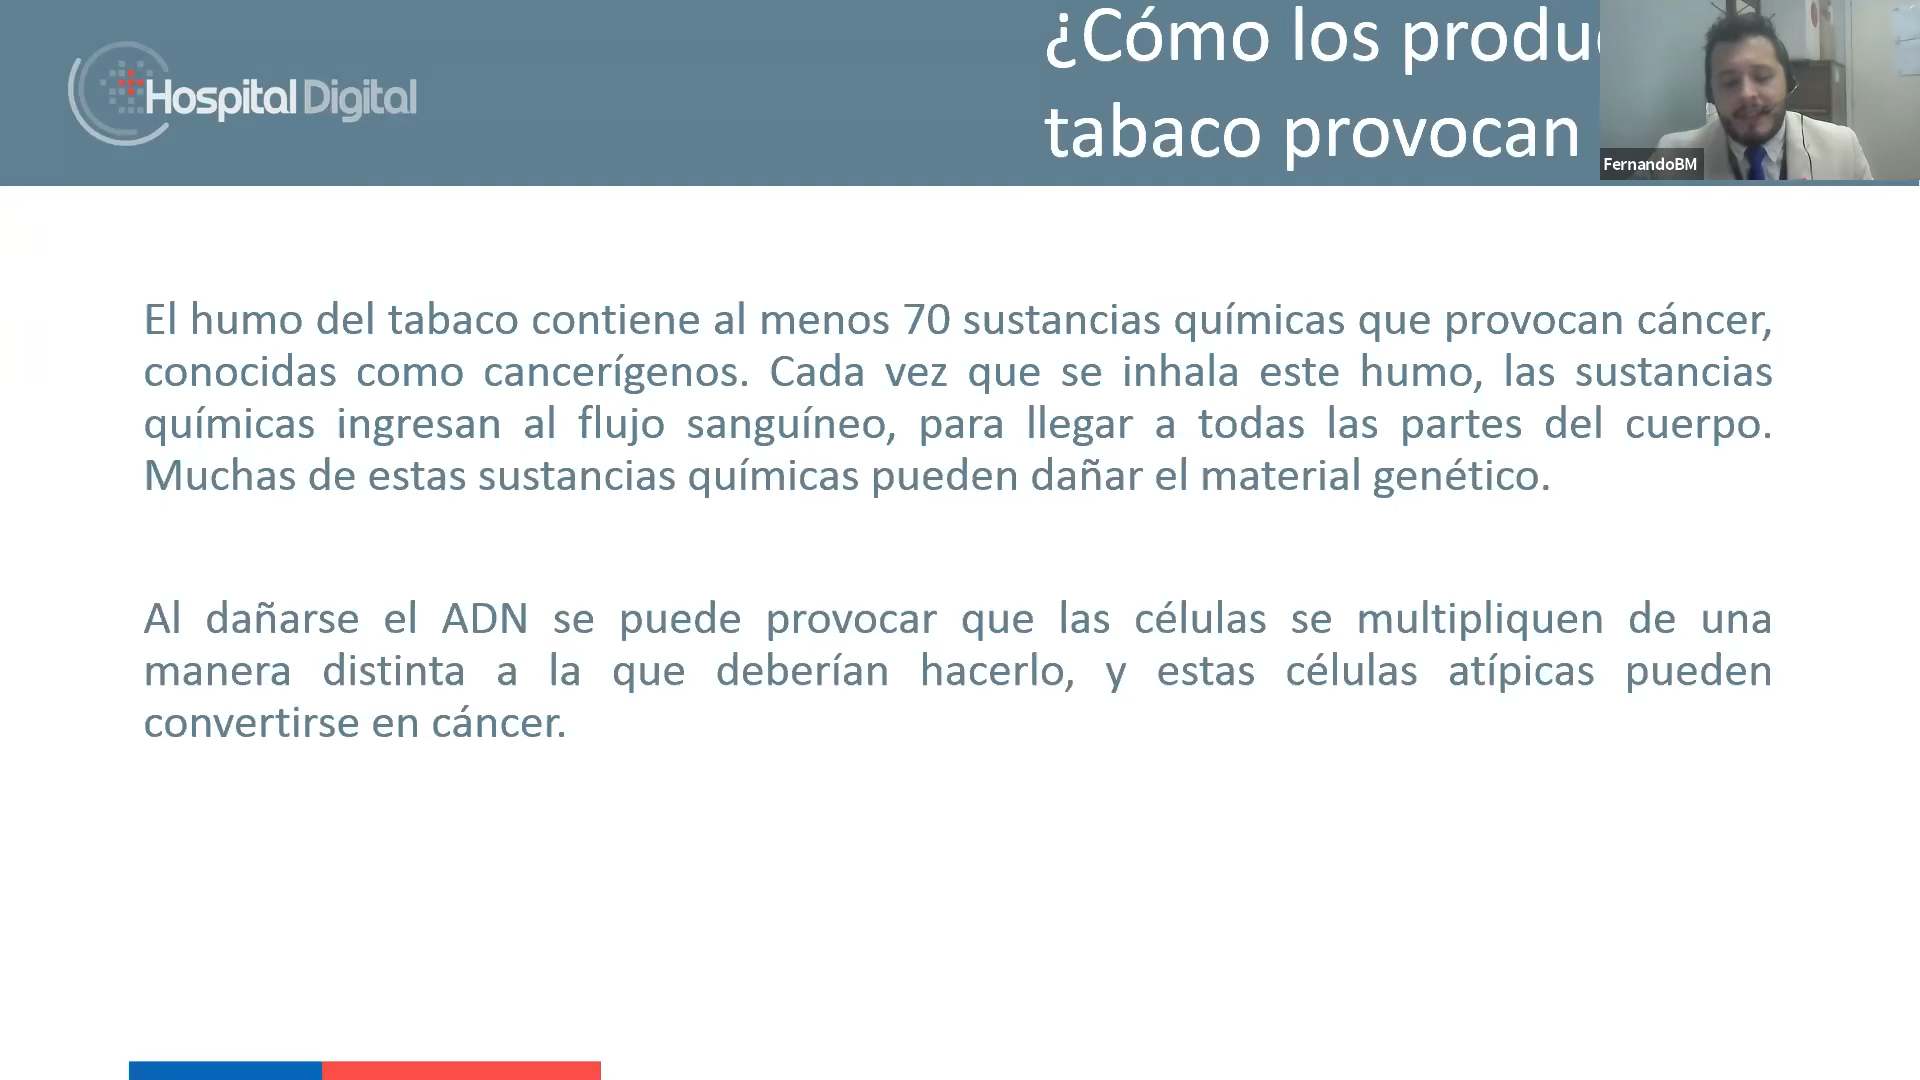 Hospital Digital
¿Cómo los
tabaco provocan
FernandoBM
El humo del tabaco contiene al menos 70 sustancias químicas que provocan cáncer,
conocidas como cancerígenos. Cada vez que se inhala este humo, las sustancias
químicas ingresan al flujo sanguíneo, para llegar a todas las partes del cuerpo.
Muchas de estas sustancias químicas pueden dañar el material genético.
Al dañarse el ADN se puede provocar que las células se multipliquen de una
manera distinta a la que deberían hacerlo, y estas células atípicas pueden
convertirse en cáncer.